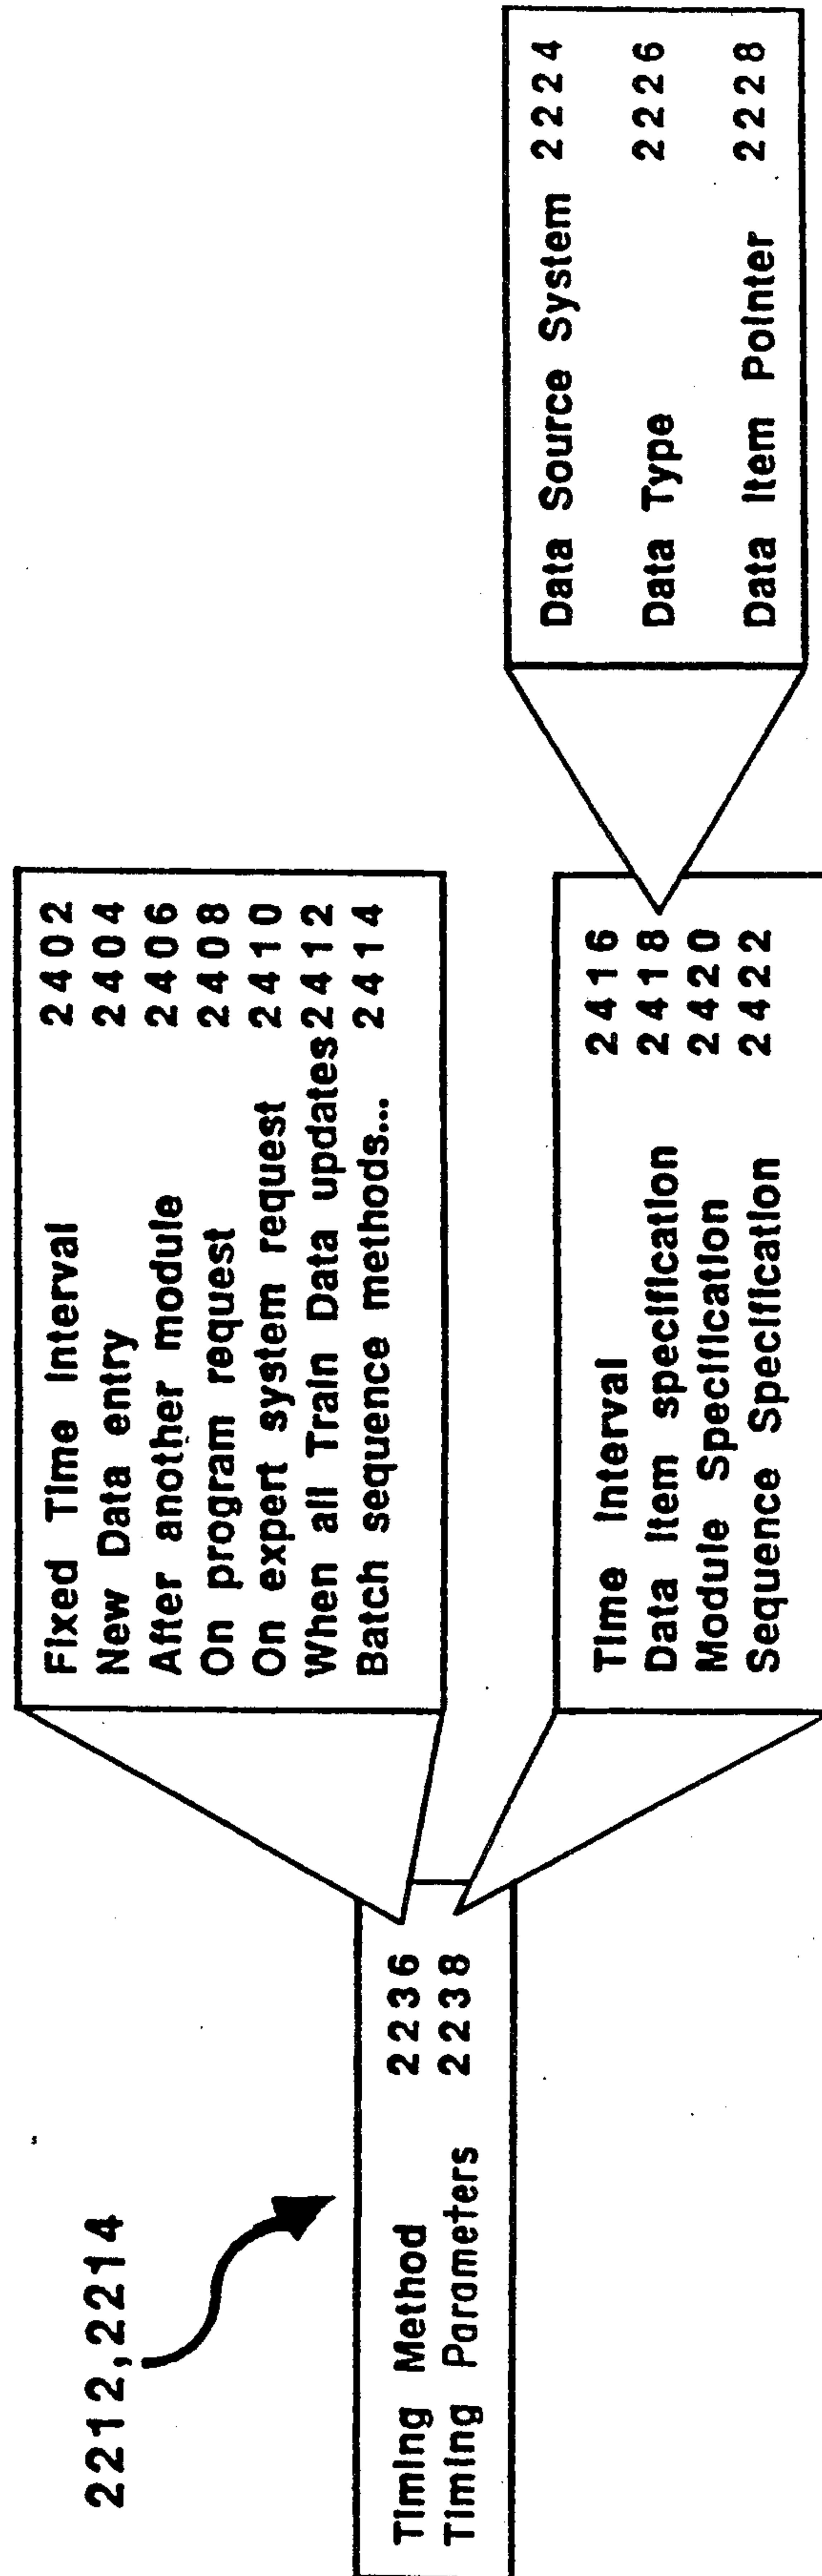 2212,2214
Timing Method 2236
Timing Parameters 2238
Fixed Time Interval 2402
New Data entry 2404
After another module 2406
On program request 2408
On expert system request 2410
When all Train Data updates 2412
Batch sequence methods... 2414
Time Interval 2416
Data Item specification 2418
Module Specification 2420
Sequence Specification 2422
Data Source System 2224
Data Type 2226
Data Item Pointer 2228